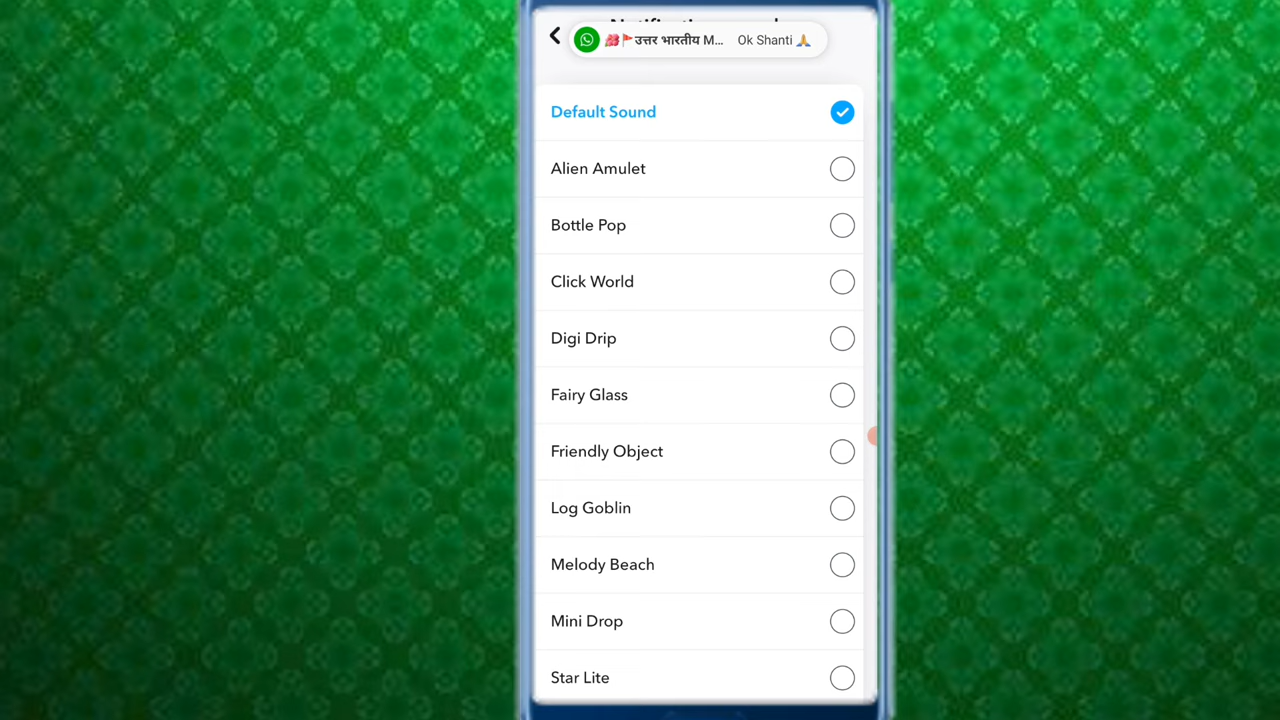 🌺🚩उत्तर भारतीय M... Ok Shanti 🙏
Default Sound
Alien Amulet
Bottle Pop
Click World
Digi Drip
Fairy Glass
Friendly Object
Log Goblin
Melody Beach
Mini Drop
Star Lite